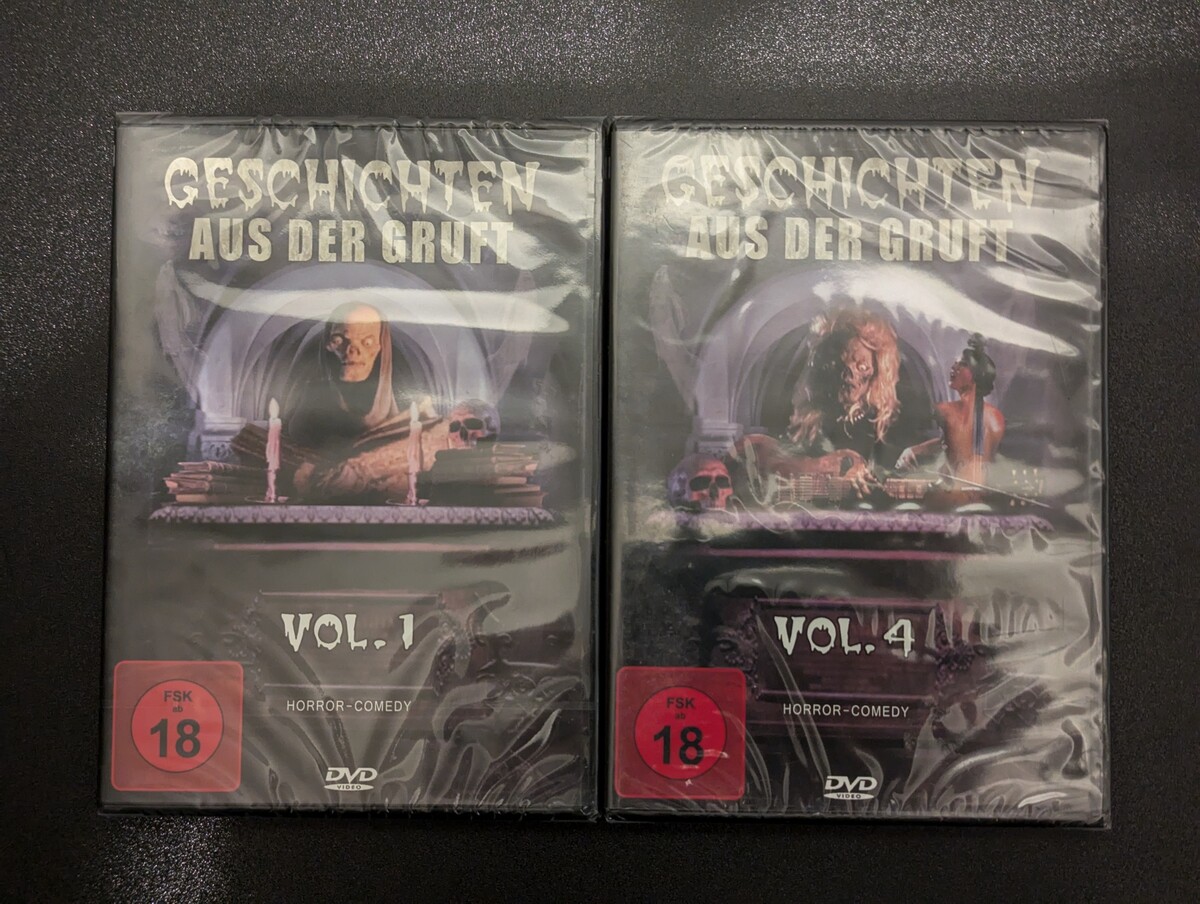 GESCHICHTEN
AUS DER GRUFT
VOL. 1
HORROR-COMEDY
FSK
ab
18
DVD
VIDEO
GESCHICHTEN
AUS DER GRUFT
VOL. 4
HORROR-COMEDY
FSK
ab
18
DVD
VIDEO